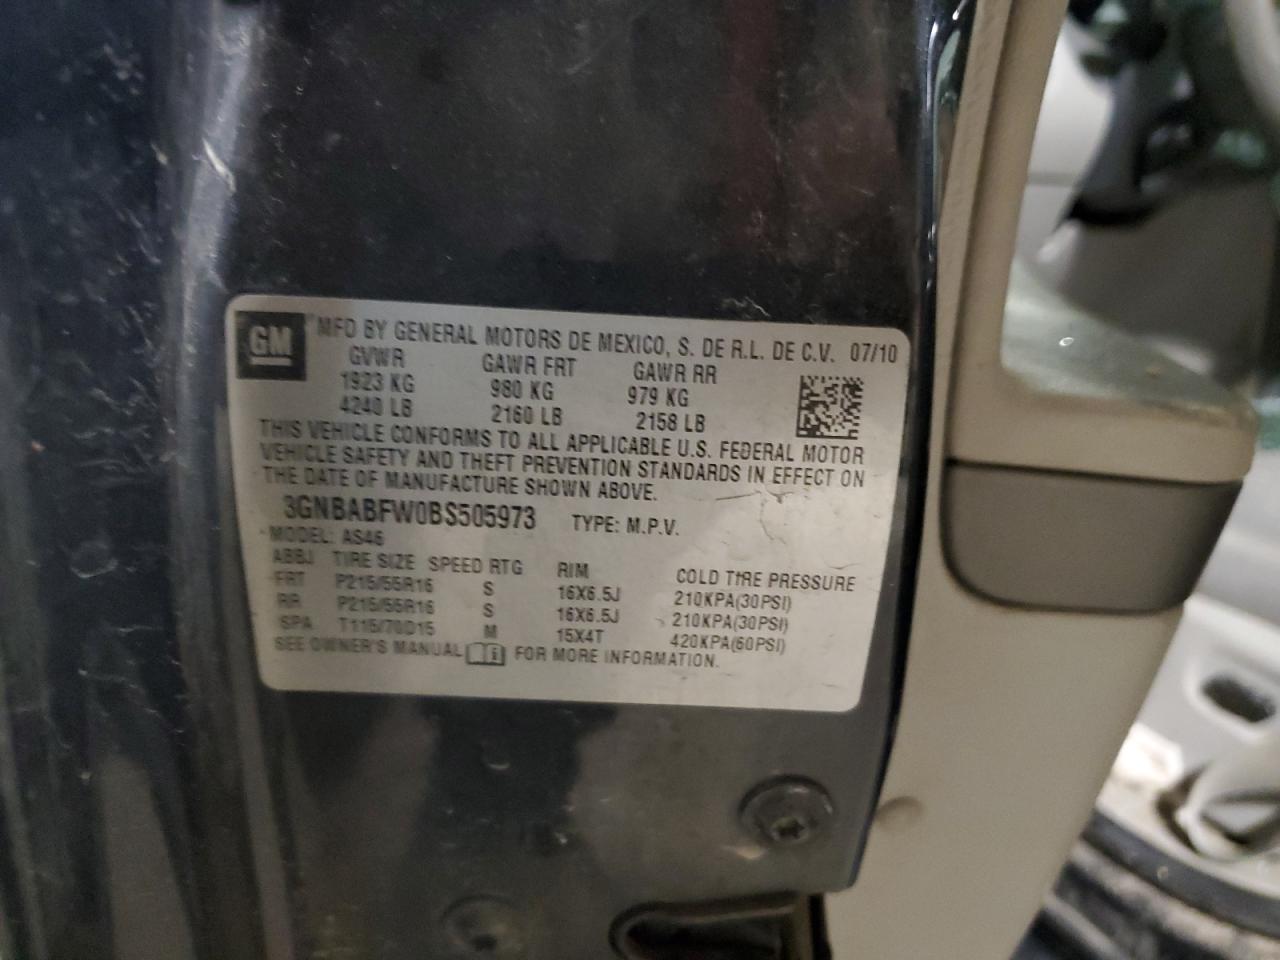 GM MFD BY GENERAL MOTORS DE MEXICO, S. DE R.L. DE C.V. 07/10
GVWR GAWR FRT GAWR RR
1923 KG 980 KG 979 KG
4240 LB 2160 LB 2158 LB
THIS VEHICLE CONFORMS TO ALL APPLICABLE U.S. FEDERAL MOTOR
VEHICLE SAFETY AND THEFT PREVENTION STANDARDS IN EFFECT ON
THE DATE OF MANUFACTURE SHOWN ABOVE.
3GNBABFW0BS505973 TYPE: M.P.V.
MODEL: AS46
ABBJ TIRE SIZE SPEED RTG RIM COLD TIRE PRESSURE
FRT P215/55R16 S 16X6.5J 210KPA(30PSI)
RR P215/55R16 S 16X6.5J 210KPA(30PSI)
SPA T115/70D15 M 15X4T 420KPA(60PSI)
SEE OWNER'S MANUAL i FOR MORE INFORMATION.